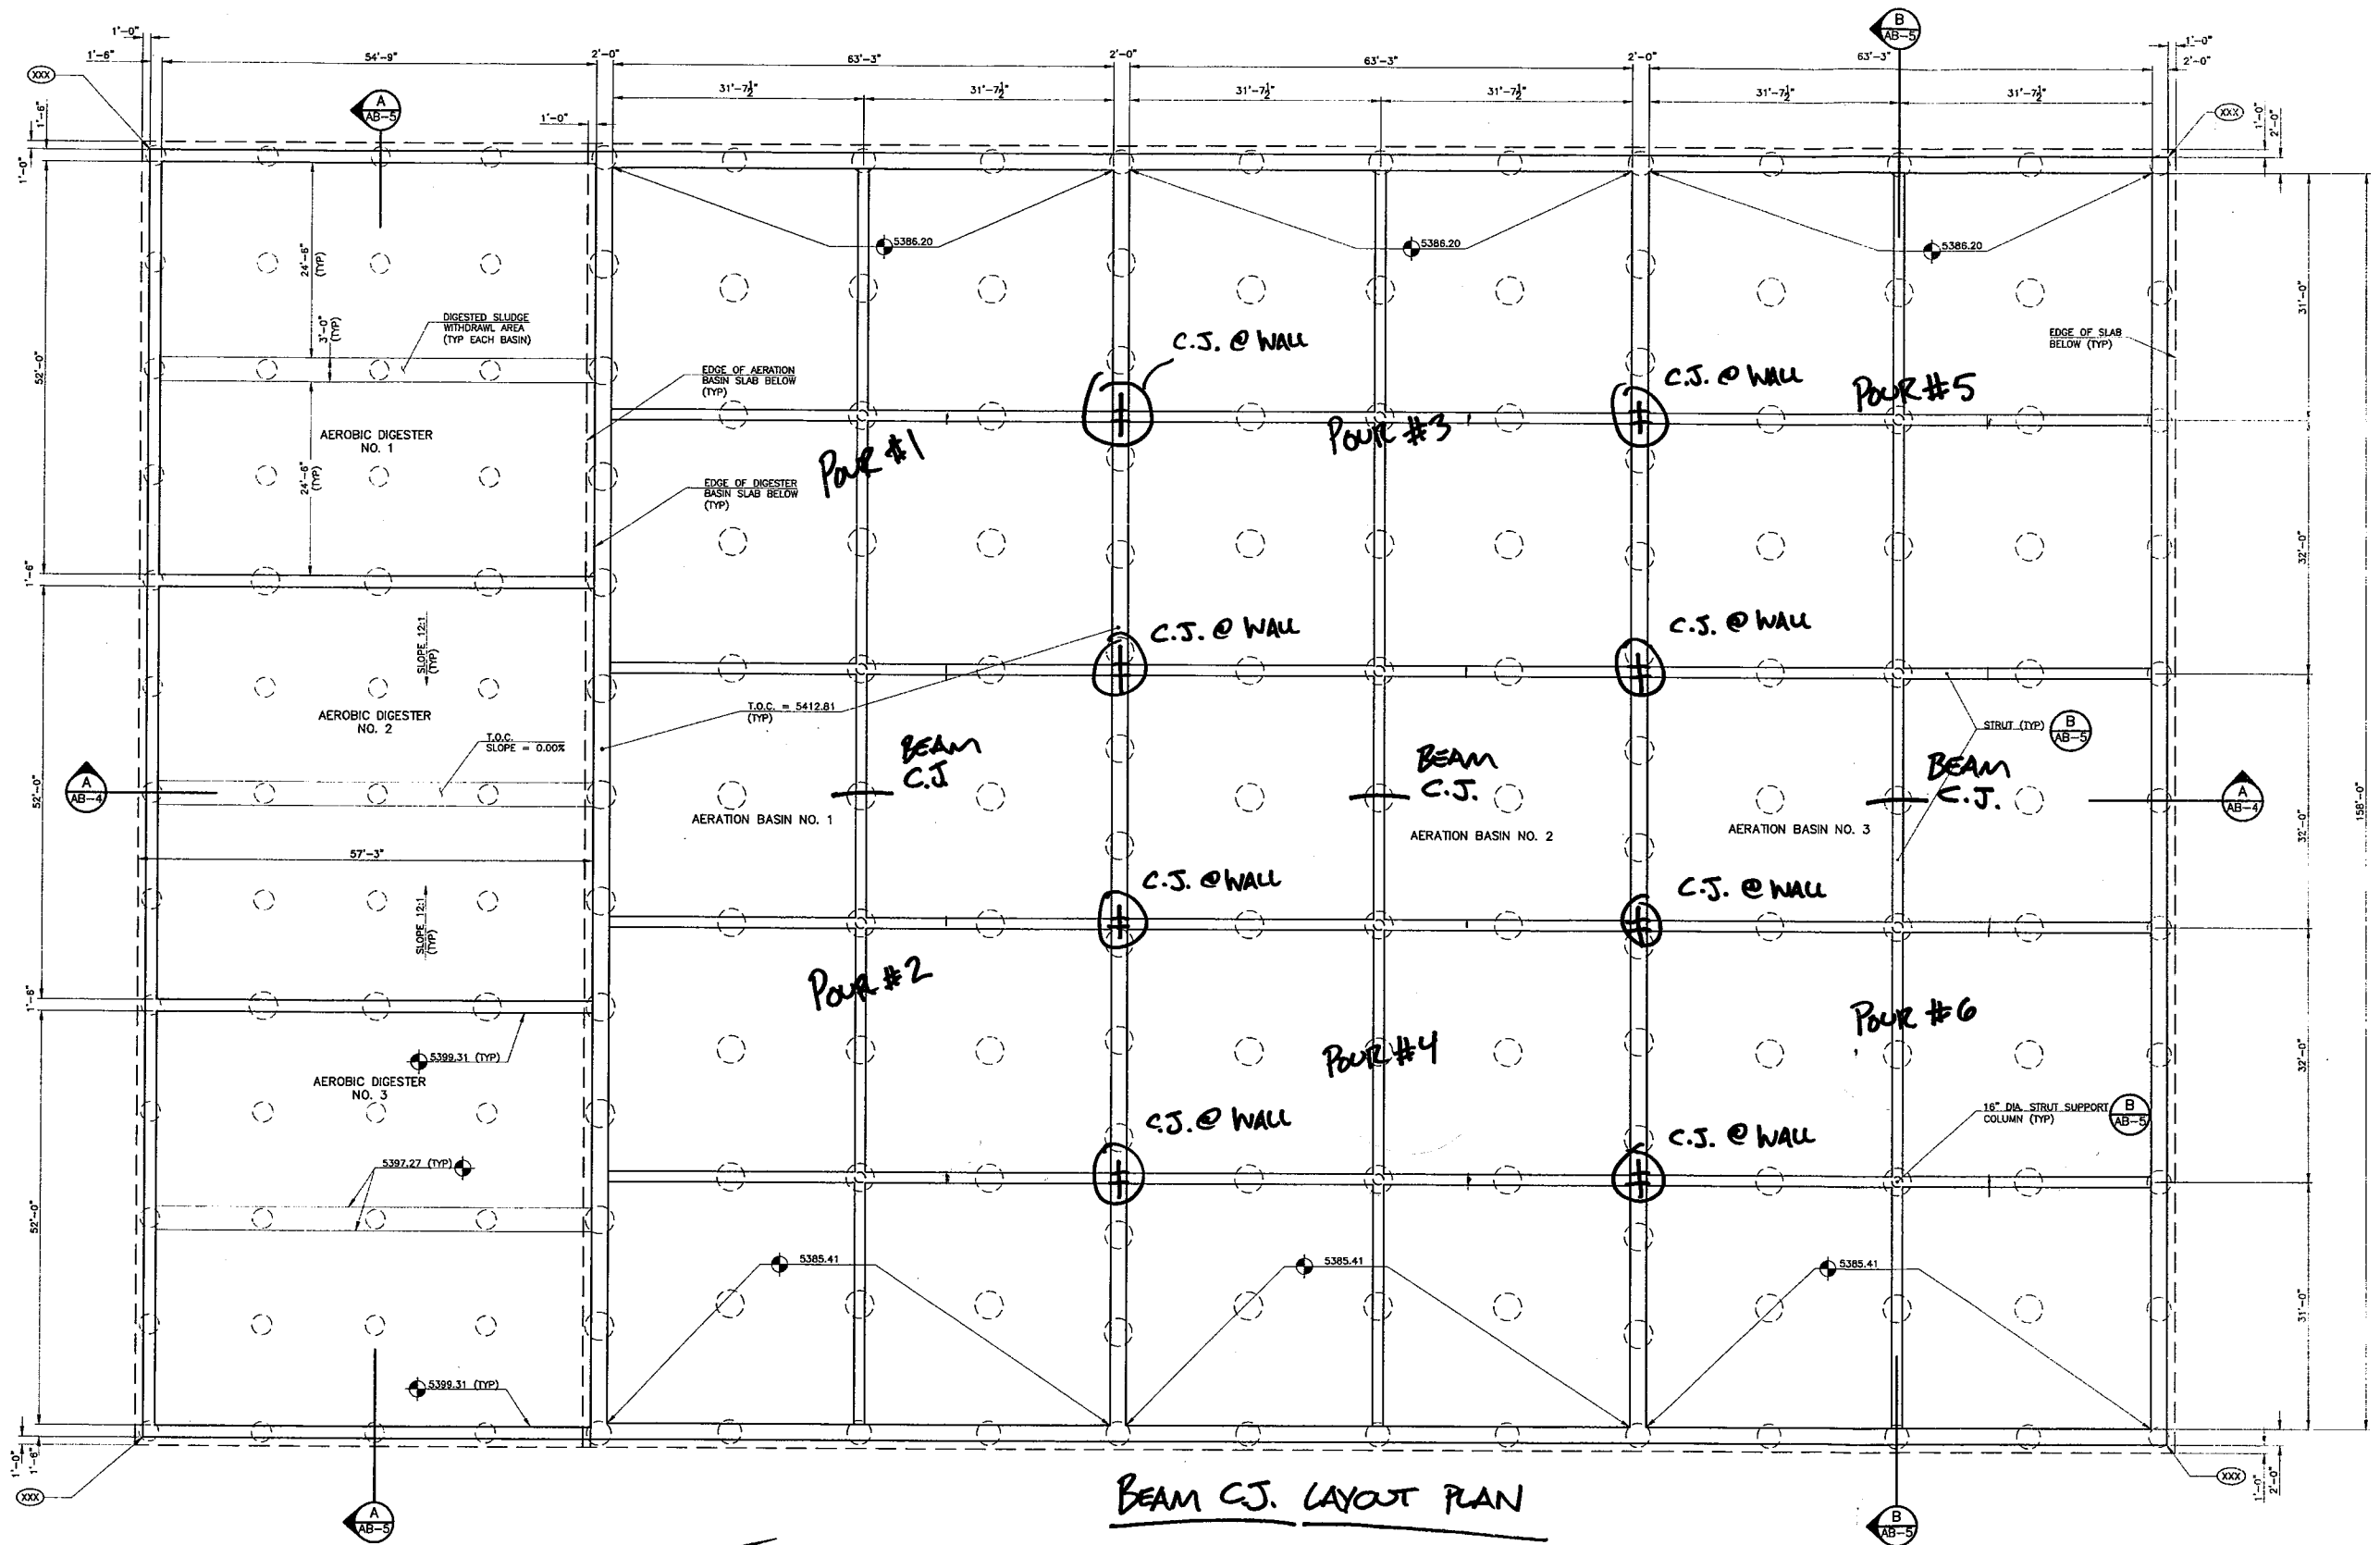 1'-0"
1'-6"
54'-9"
2'-0"
63'-3"
2'-0"
63'-3"
2'-0"
63'-3"
1'-0"
2'-0"
B
AB-5
XXX
A
AB-5
1'-0"
31'-7½"
31'-7½"
31'-7½"
31'-7½"
31'-7½"
31'-7½"
XXX
1'-6"
1'-0"
1'-0"
2'-0"
5386.20
5386.20
5386.20
24'-6"
(TYP)
3'-0"
(TYP)
DIGESTED SLUDGE
WITHDRAWL AREA
(TYP EACH BASIN)
C.J. @ WALL
31'-0"
EDGE OF SLAB
BELOW (TYP)
52'-0"
EDGE OF AERATION
BASIN SLAB BELOW
(TYP)
C.J. @ WALL
POUR #5
AEROBIC DIGESTER
NO. 1
24'-6"
(TYP)
POUR #1
POUR #3
EDGE OF DIGESTER
BASIN SLAB BELOW
(TYP)
32'-0"
1'-6"
SLOPE 12:1
(TYP)
C.J. @ WALL
C.J. @ WALL
AEROBIC DIGESTER
NO. 2
T.O.C. = 5412.81
(TYP)
STRUT (TYP)
B
AB-5
T.O.C.
SLOPE = 0.00%
BEAM
C.J.
BEAM
C.J.
BEAM
C.J.
A
AB-4
52'-0"
A
AB-4
32'-0"
158'-0"
AERATION BASIN NO. 1
AERATION BASIN NO. 2
AERATION BASIN NO. 3
57'-3"
SLOPE 12:1
(TYP)
C.J. @ WALL
C.J. @ WALL
POUR #2
1'-6"
5399.31 (TYP)
POUR #4
POUR #6
32'-0"
AEROBIC DIGESTER
NO. 3
C.J. @ WALL
C.J. @ WALL
16" DIA. STRUT SUPPORT
COLUMN (TYP)
B
AB-5
5397.27 (TYP)
52'-0"
5385.41
5385.41
5385.41
31'-0"
5399.31 (TYP)
1'-0"
1'-6"
XXX
1'-0"
2'-0"
XXX
A
AB-5
BEAM C.J. LAYOUT PLAN
B
AB-5